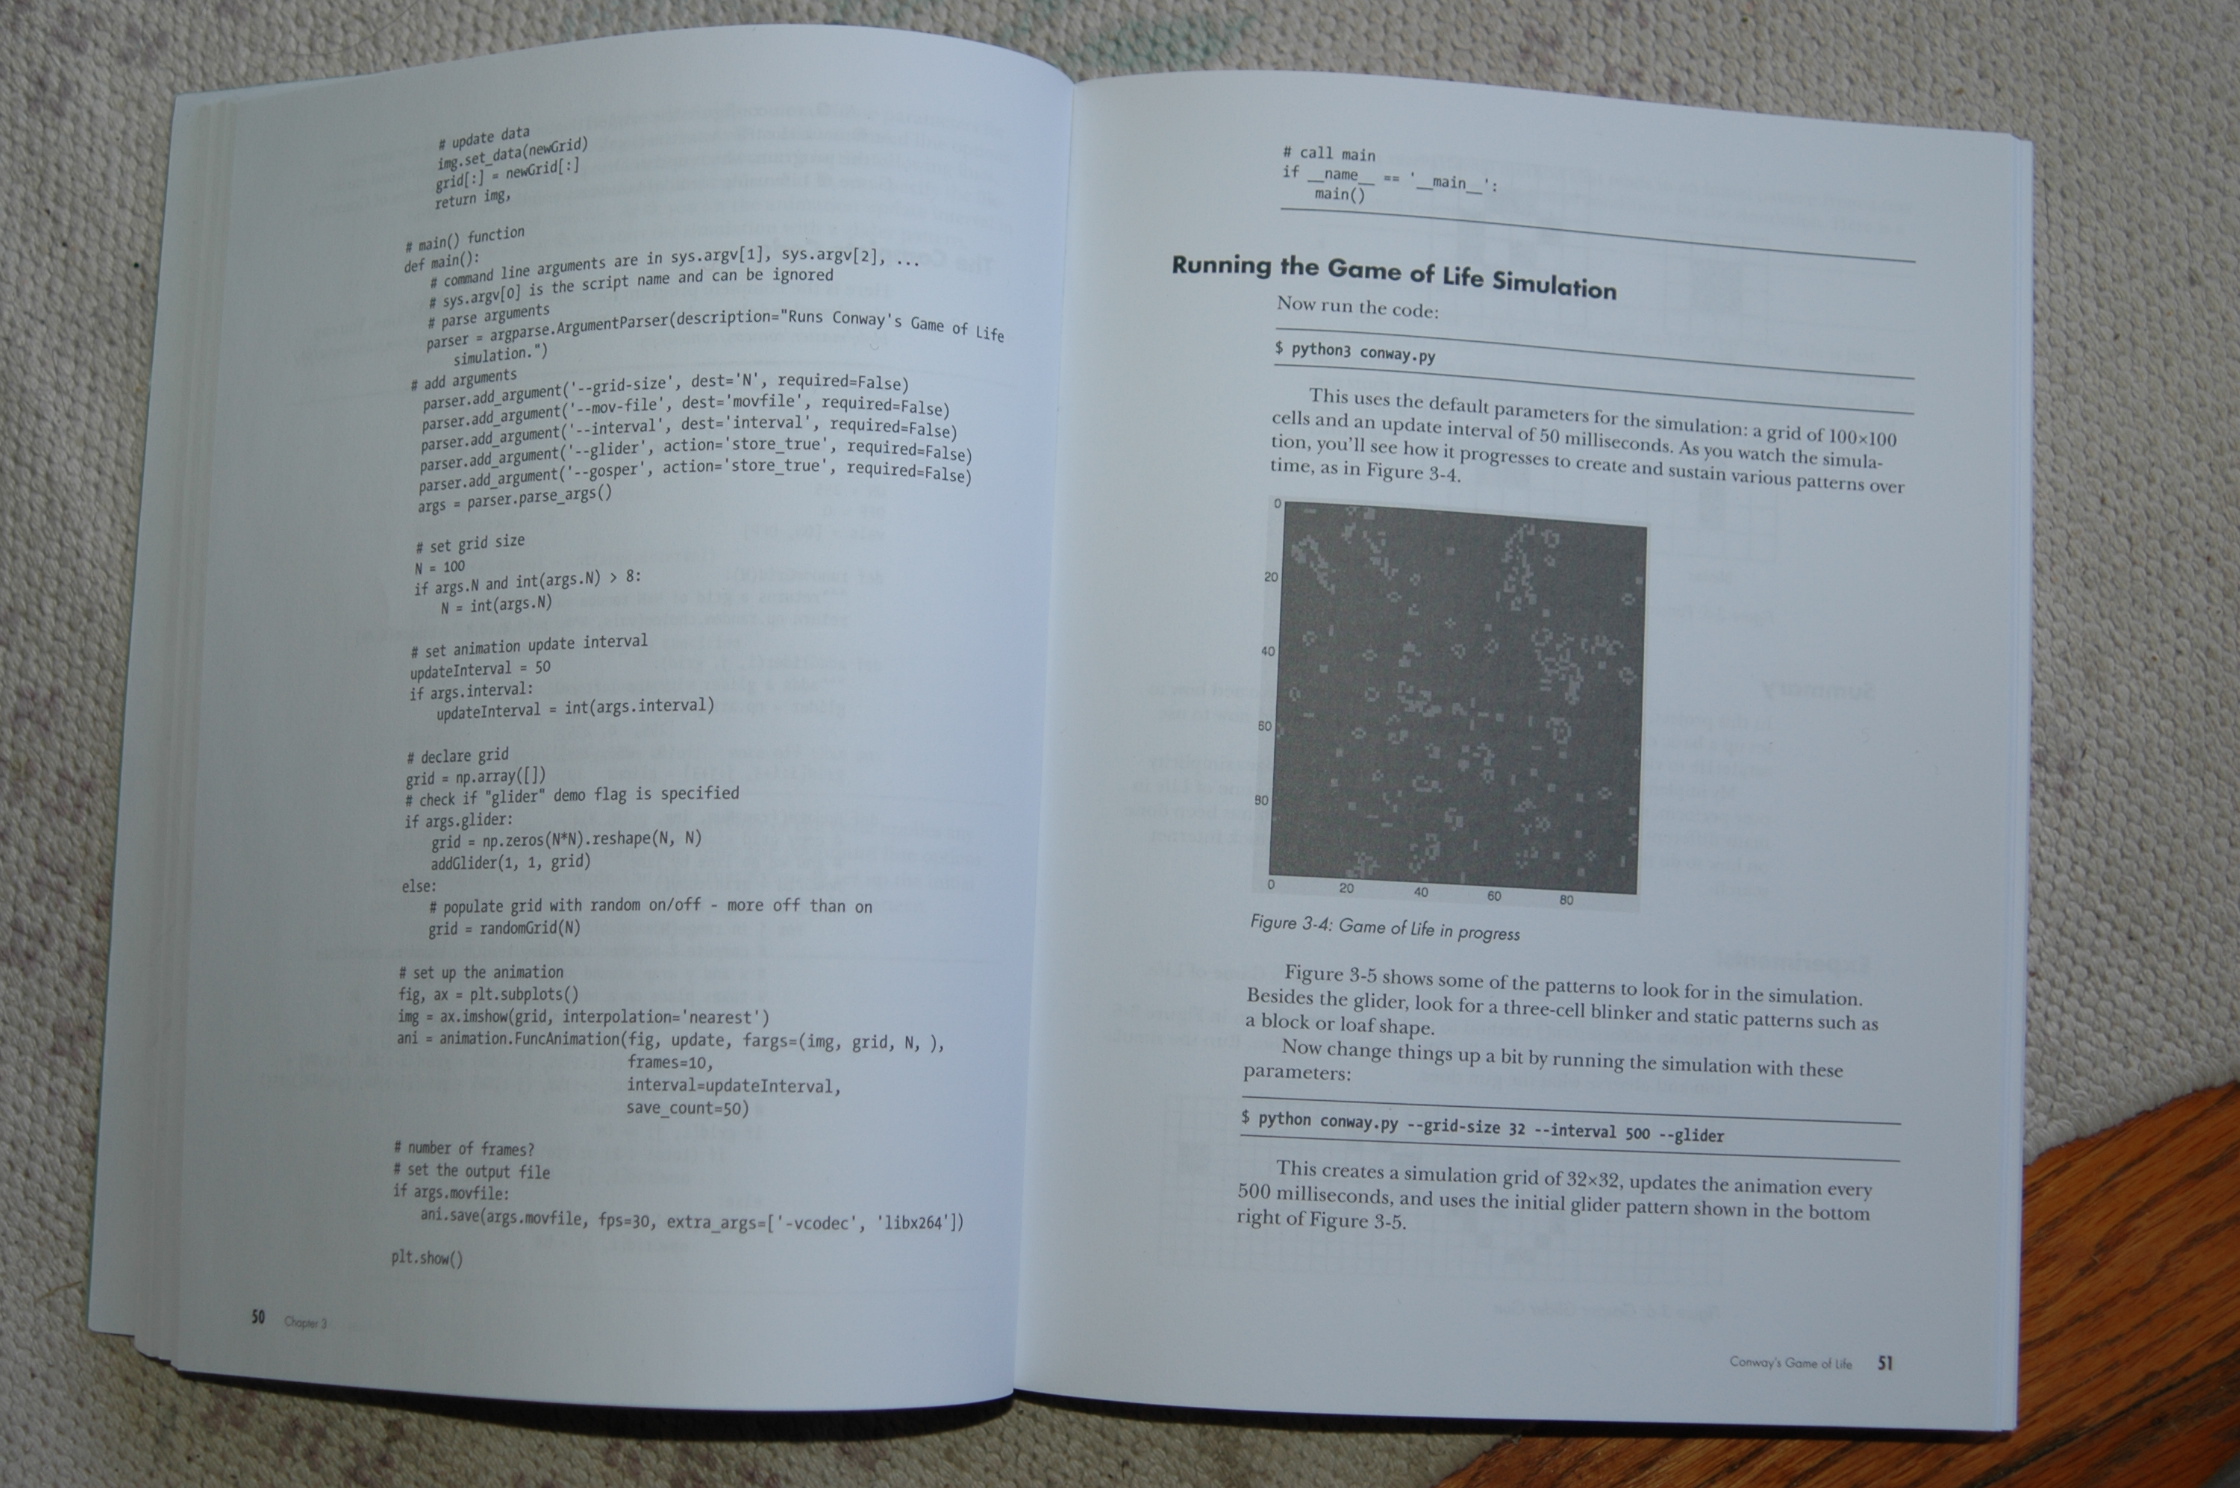 # update data
img.set_data(newGrid)
grid[:] = newGrid[:]
return img,
# main() function
def main():
# command line arguments are in sys.argv[1], sys.argv[2], ...
# sys.argv[0] is the script name and can be ignored
# parse arguments
parser = argparse.ArgumentParser(description="Runs Conway's Game of Life
simulation.")
# add arguments
parser.add_argument('--grid-size', dest='N', required=False)
parser.add_argument('--mov-file', dest='movfile', required=False)
parser.add_argument('--interval', dest='interval', required=False)
parser.add_argument('--glider', action='store_true', required=False)
parser.add_argument('--gosper', action='store_true', required=False)
args = parser.parse_args()
# set grid size
N = 100
if args.N and int(args.N) > 8:
N = int(args.N)
# set animation update interval
updateInterval = 50
if args.interval:
updateInterval = int(args.interval)
# declare grid
grid = np.array([])
# check if "glider" demo flag is specified
if args.glider:
grid = np.zeros(N*N).reshape(N, N)
addGlider(1, 1, grid)
else:
# populate grid with random on/off - more off than on
grid = randomGrid(N)
# set up the animation
fig, ax = plt.subplots()
img = ax.imshow(grid, interpolation='nearest')
ani = animation.FuncAnimation(fig, update, fargs=(img, grid, N, ),
frames=10,
interval=updateInterval,
save_count=50)
# number of frames?
# set the output file
if args.movfile:
ani.save(args.movfile, fps=30, extra_args=['-vcodec', 'libx264'])
plt.show()
50 Chapter 3
# call main
if __name__ == '__main__':
main()
Running the Game of Life Simulation
Now run the code:
$ python3 conway.py
This uses the default parameters for the simulation: a grid of 100×100
cells and an update interval of 50 milliseconds. As you watch the simula-
tion, you'll see how it progresses to create and sustain various patterns over
time, as in Figure 3-4.
0
20
40
60
80
0 20 40 60 80
Figure 3-4: Game of Life in progress
Figure 3-5 shows some of the patterns to look for in the simulation.
Besides the glider, look for a three-cell blinker and static patterns such as
a block or loaf shape.
Now change things up a bit by running the simulation with these
parameters:
$ python conway.py --grid-size 32 --interval 500 --glider
This creates a simulation grid of 32×32, updates the animation every
500 milliseconds, and uses the initial glider pattern shown in the bottom
right of Figure 3-5.
Conway's Game of Life 51